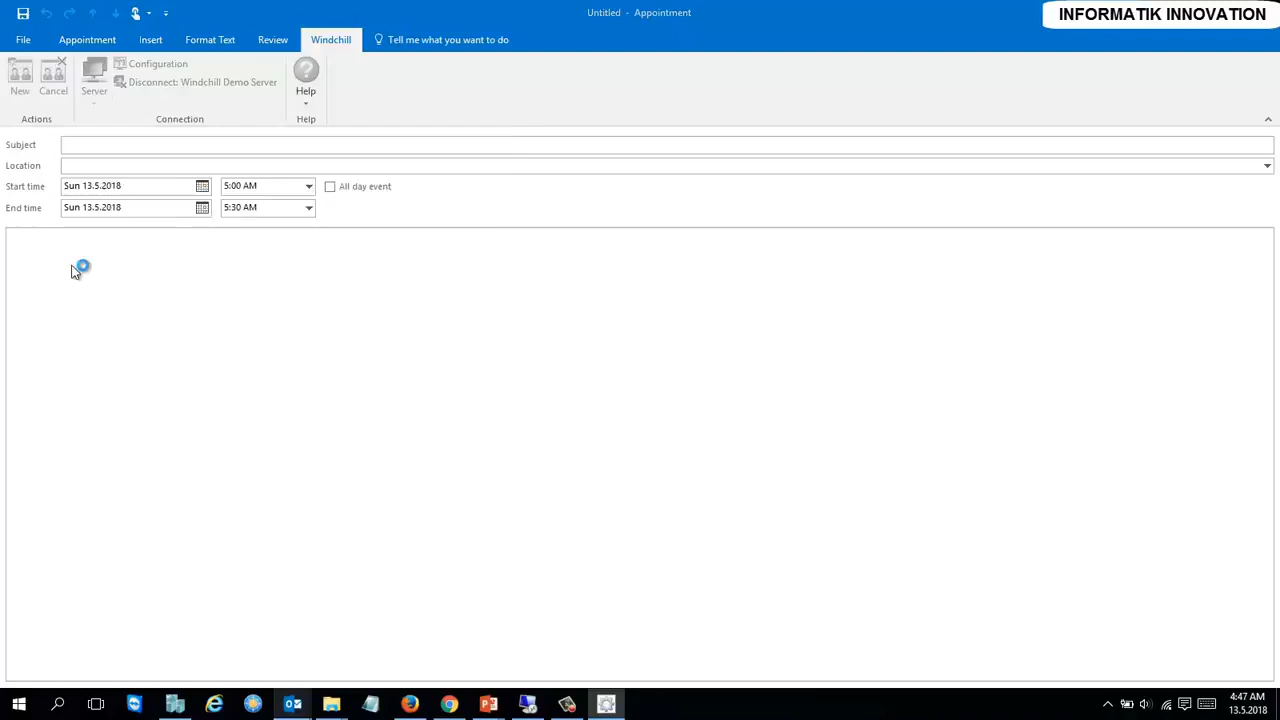 Untitled - Appointment
INFORMATIK INNOVATION
File Appointment Insert Format Text Review Windchill Tell me what you want to do
New Cancel Server Configuration Help
Disconnect: Windchill Demo Server
Actions Connection Help
Subject
Location
Start time Sun 13.5.2018 5:00 AM All day event
End time Sun 13.5.2018 5:30 AM
4:47 AM
13.5.2018